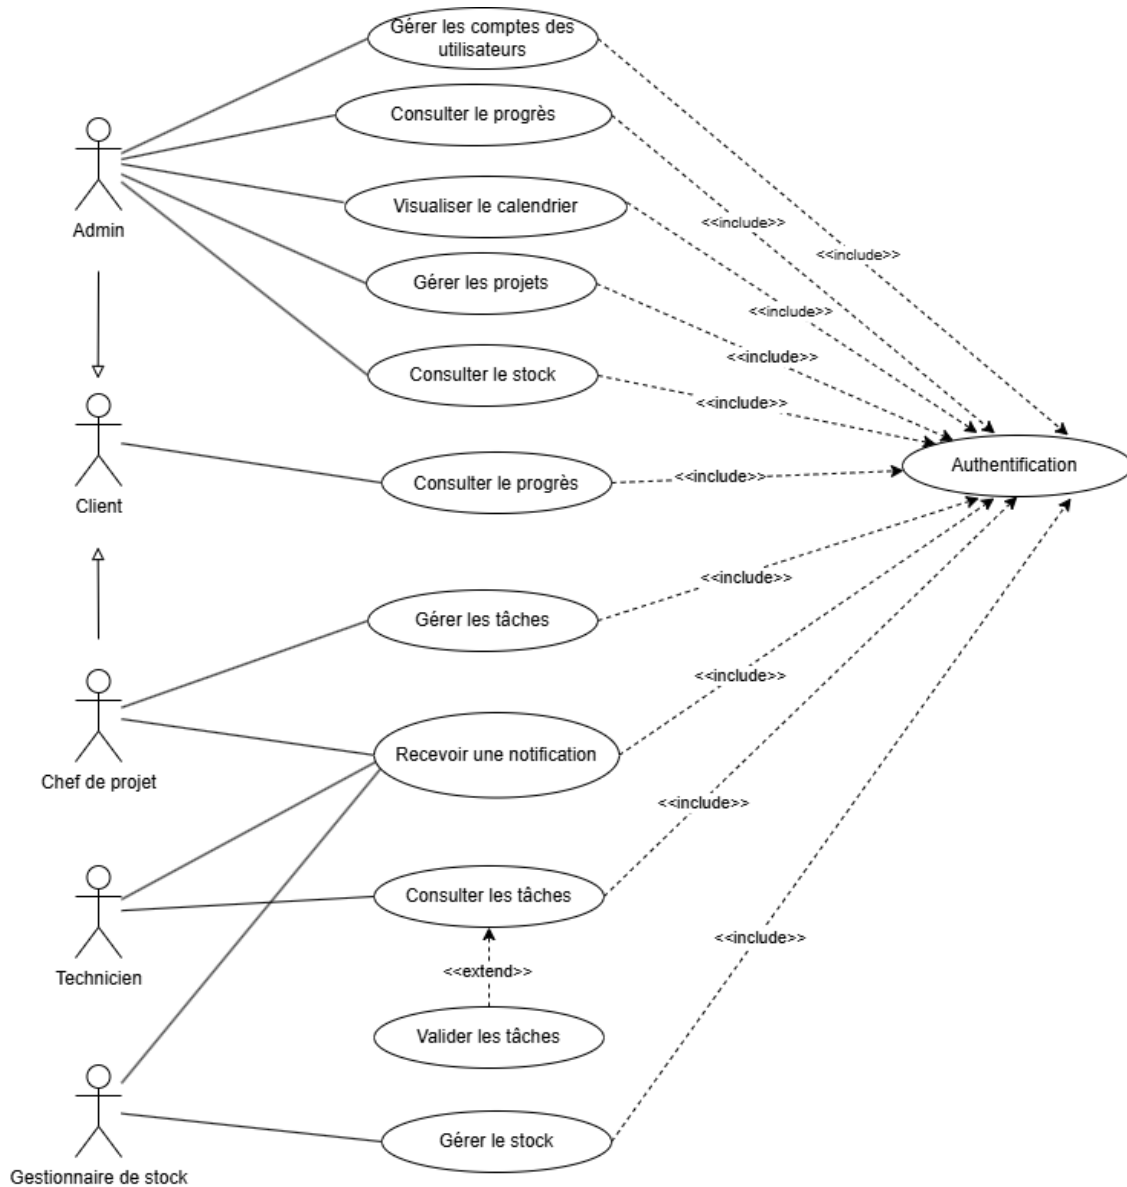 Gérer les comptes des
utilisateurs
Consulter le progrès
Admin
Visualiser le calendrier
<<include>>
<<include>>
Gérer les projets
<<include>>
<<include>>
Consulter le stock
<<include>>
Authentification
Client
Consulter le progrès
<<include>>
Gérer les tâches
<<include>>
<<include>>
Chef de projet
Recevoir une notification
<<include>>
Technicien
Consulter les tâches
<<include>>
<<extend>>
Valider les tâches
Gestionnaire de stock
Gérer le stock